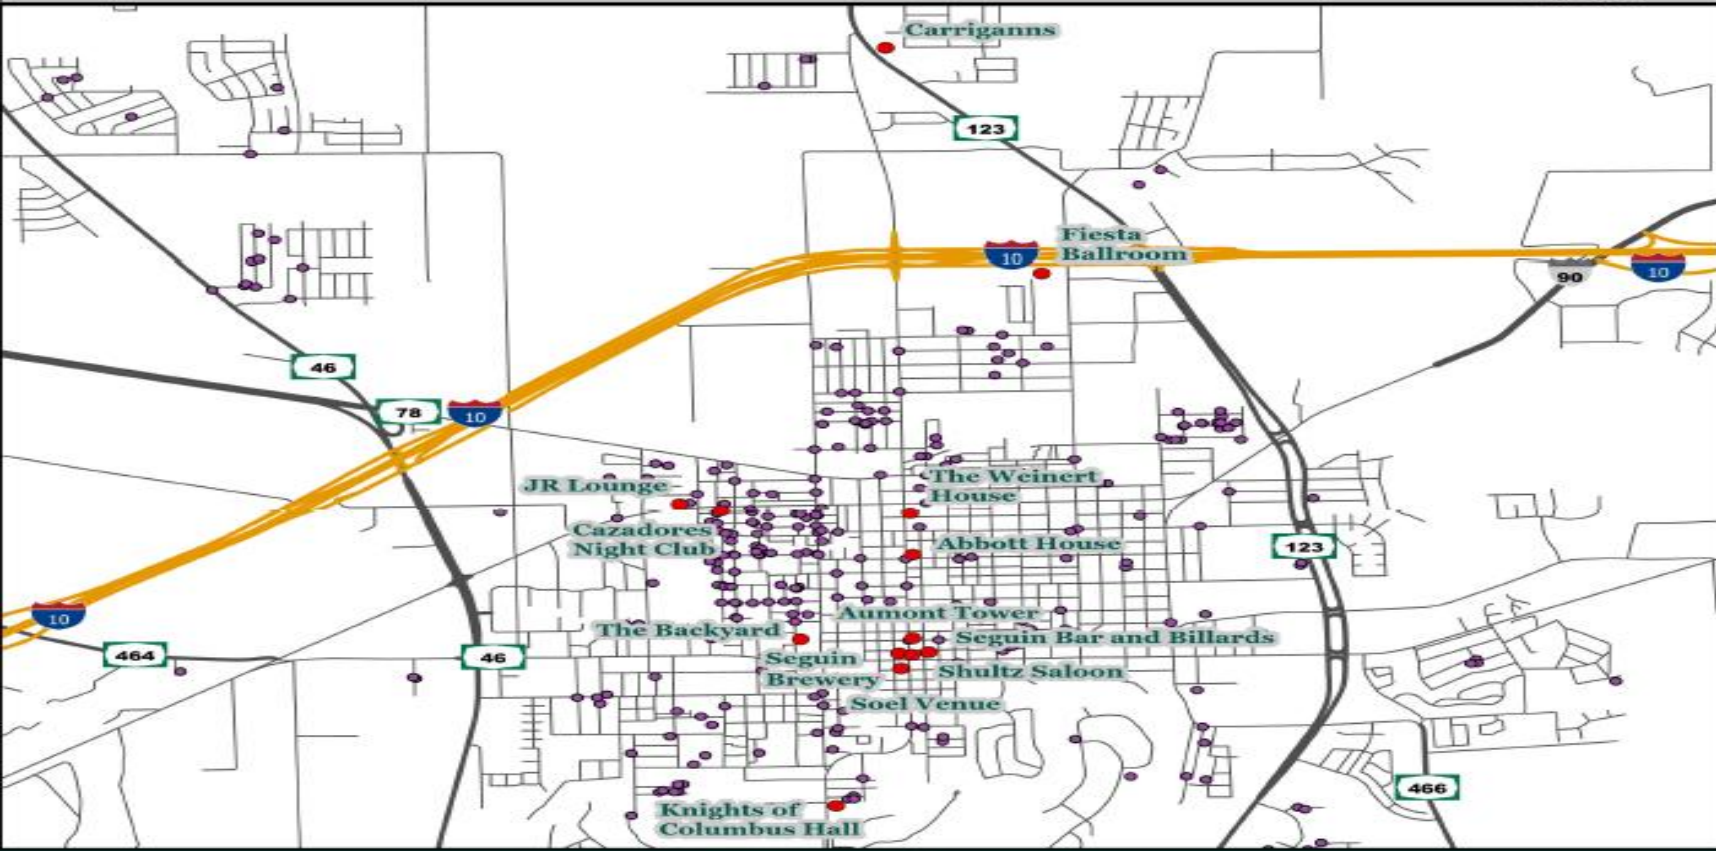 Carriganns
123
Fiesta
Ballroom
10
90
10
46
78
10
JR Lounge
The Weinert
House
Cazadores
Night Club
Abbott House
123
10
Aumont Tower
The Backyard
Seguin Bar and Billards
464
46
Seguin
Brewery
Shultz Saloon
Soel Venue
466
Knights of
Columbus Hall